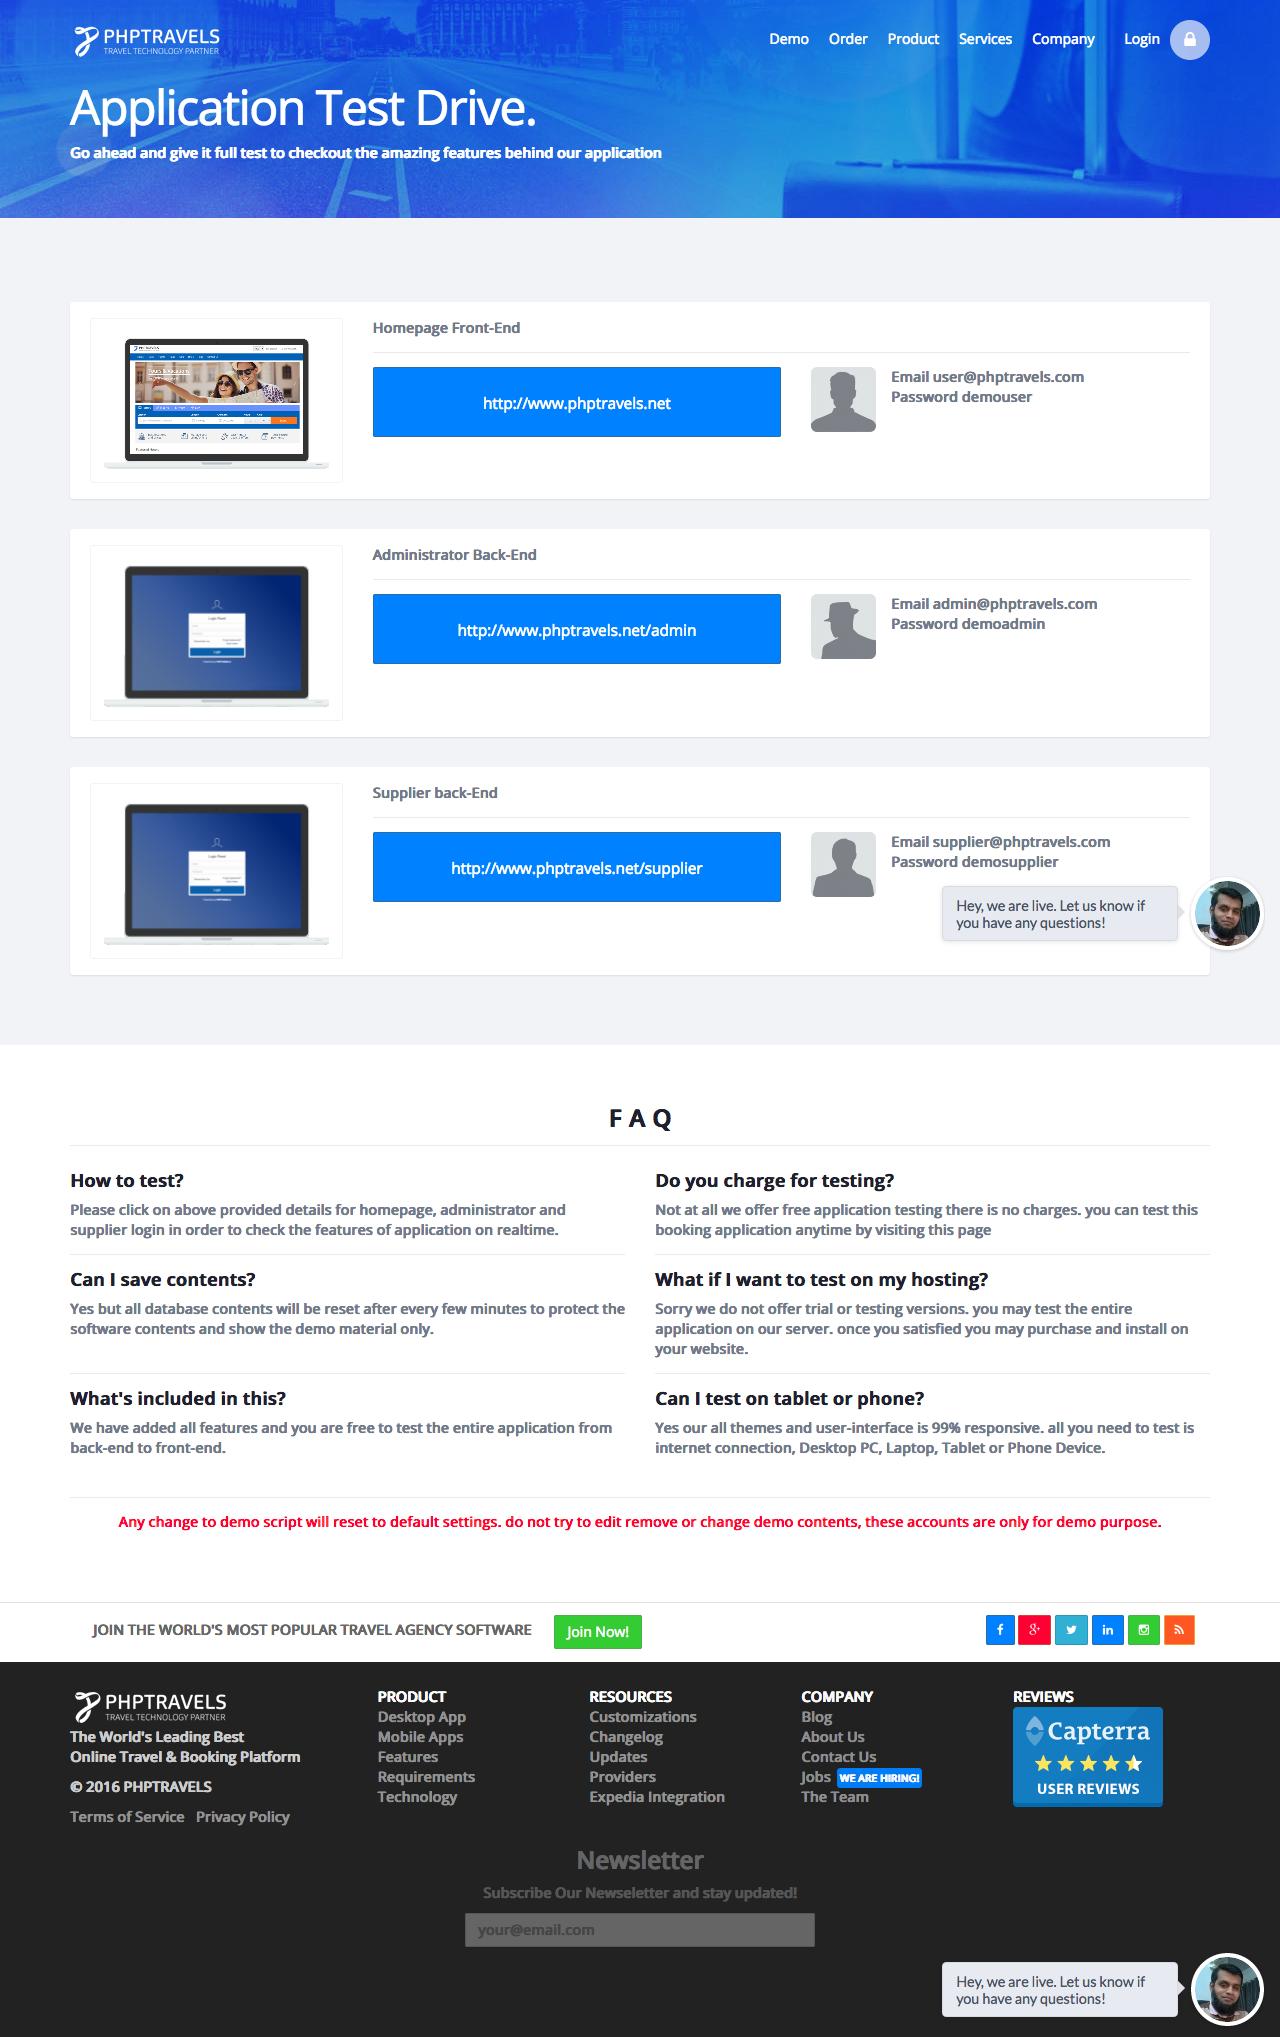 PHPTRAVELS
TRAVEL TECHNOLOGY PARTNER
Demo Order Product Services Company Login
Application Test Drive.
Go ahead and give it full test to checkout the amazing features behind our application
Homepage Front-End
http://www.phptravels.net
Email user@phptravels.com
Password demouser
Administrator Back-End
http://www.phptravels.net/admin
Email admin@phptravels.com
Password demoadmin
Supplier back-End
http://www.phptravels.net/supplier
Email supplier@phptravels.com
Password demosupplier
Hey, we are live. Let us know if
you have any questions!
F A Q
How to test?
Please click on above provided details for homepage, administrator and
supplier login in order to check the features of application on realtime.
Do you charge for testing?
Not at all we offer free application testing there is no charges. you can test this
booking application anytime by visiting this page
Can I save contents?
Yes but all database contents will be reset after every few minutes to protect the
software contents and show the demo material only.
What if I want to test on my hosting?
Sorry we do not offer trial or testing versions. you may test the entire
application on our server. once you satisfied you may purchase and install on
your website.
What's included in this?
We have added all features and you are free to test the entire application from
back-end to front-end.
Can I test on tablet or phone?
Yes our all themes and user-interface is 99% responsive. all you need to test is
internet connection, Desktop PC, Laptop, Tablet or Phone Device.
Any change to demo script will reset to default settings. do not try to edit remove or change demo contents, these accounts are only for demo purpose.
JOIN THE WORLD'S MOST POPULAR TRAVEL AGENCY SOFTWARE
Join Now!
PHPTRAVELS
TRAVEL TECHNOLOGY PARTNER
The World's Leading Best
Online Travel & Booking Platform
© 2016 PHPTRAVELS
Terms of Service Privacy Policy
PRODUCT
Desktop App
Mobile Apps
Features
Requirements
Technology
RESOURCES
Customizations
Changelog
Updates
Providers
Expedia Integration
COMPANY
Blog
About Us
Contact Us
Jobs WE ARE HIRING!
The Team
REVIEWS
Capterra
USER REVIEWS
Newsletter
Subscribe Our Newseletter and stay updated!
your@email.com
Hey, we are live. Let us know if
you have any questions!